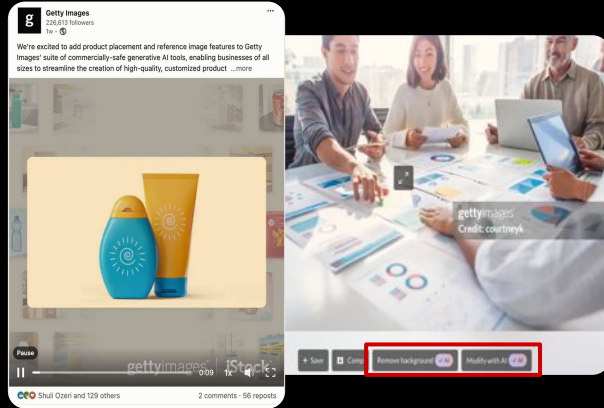 g
Getty Images
226,613 followers
1w •
We're excited to add product placement and reference image features to Getty
Images' suite of commercially-safe generative AI tools, enabling businesses of all
sizes to streamline the creation of high-quality, customized product ...more
Pause
gettyimages® | iStock
0:09 1x
Shuli Ozeri and 129 others
2 comments · 56 reposts
gettyimages
Credit: courtneyk
+ Save
Comp
Remove background AI
Modify with AI AI